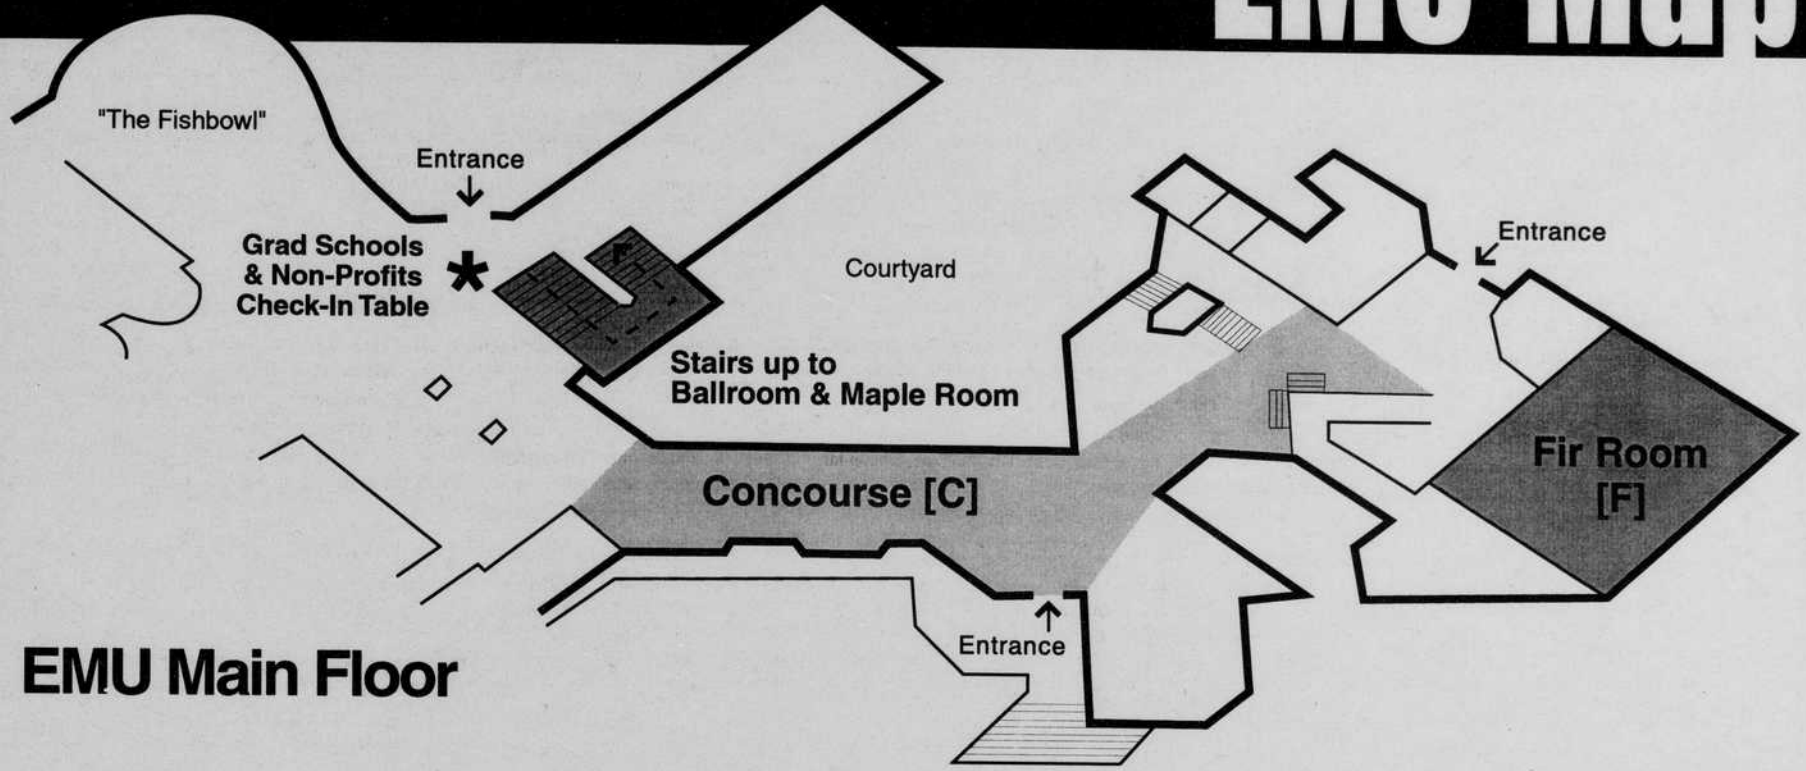 EMU Map
"The Fishbowl"
Entrance
Grad Schools
& Non-Profits
Check-In Table
*
Courtyard
Entrance
Stairs up to
Ballroom & Maple Room
Fir Room
[F]
Concourse [C]
Entrance
EMU Main Floor